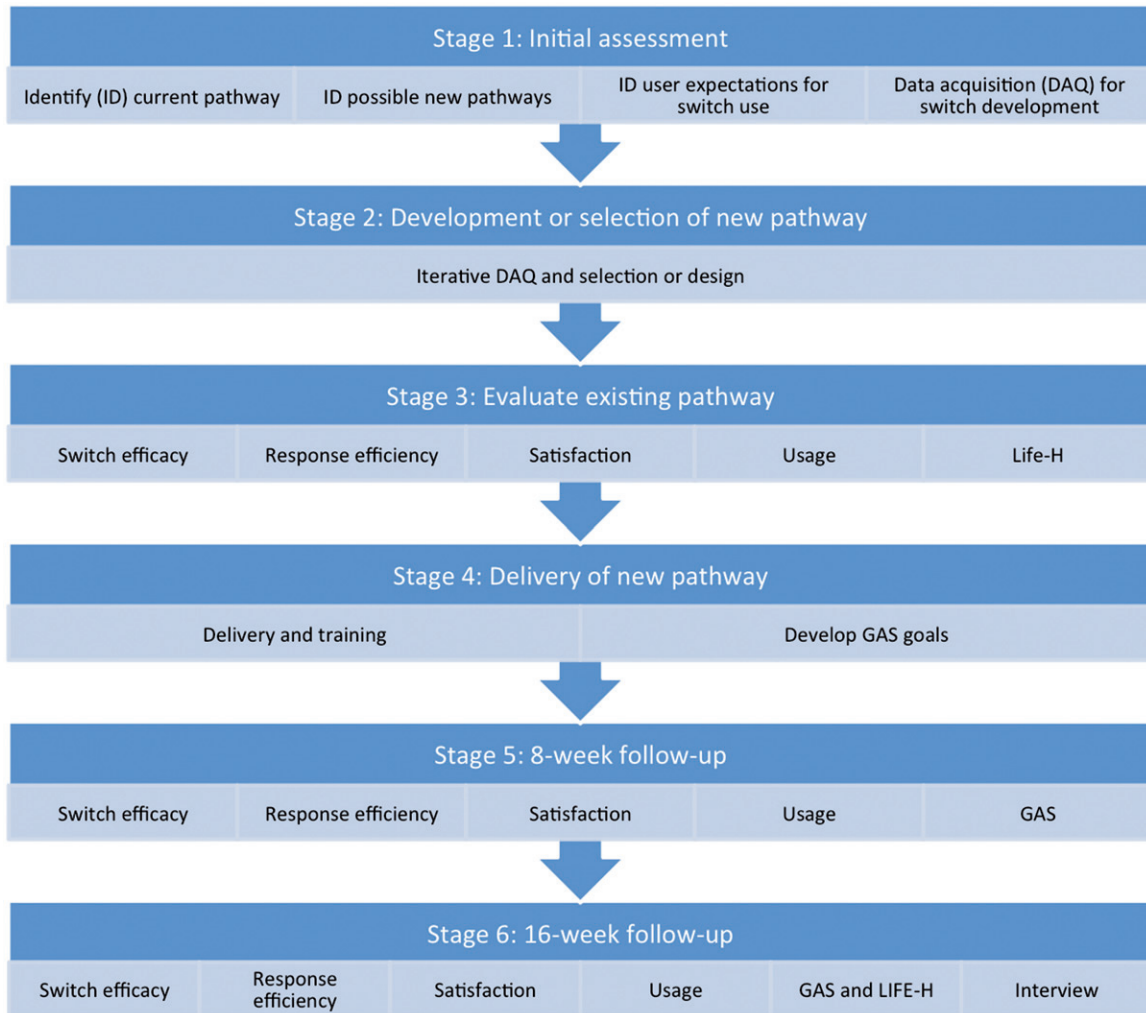 Stage 1: Initial assessment
Identify (ID) current pathway
ID possible new pathways
ID user expectations for
switch use
Data acquisition (DAQ) for
switch development
Stage 2: Development or selection of new pathway
Iterative DAQ and selection or design
Stage 3: Evaluate existing pathway
Switch efficacy
Response efficiency
Satisfaction
Usage
Life-H
Stage 4: Delivery of new pathway
Delivery and training
Develop GAS goals
Stage 5: 8-week follow-up
Switch efficacy
Response efficiency
Satisfaction
Usage
GAS
Stage 6: 16-week follow-up
Switch efficacy
Response
efficiency
Satisfaction
Usage
GAS and LIFE-H
Interview